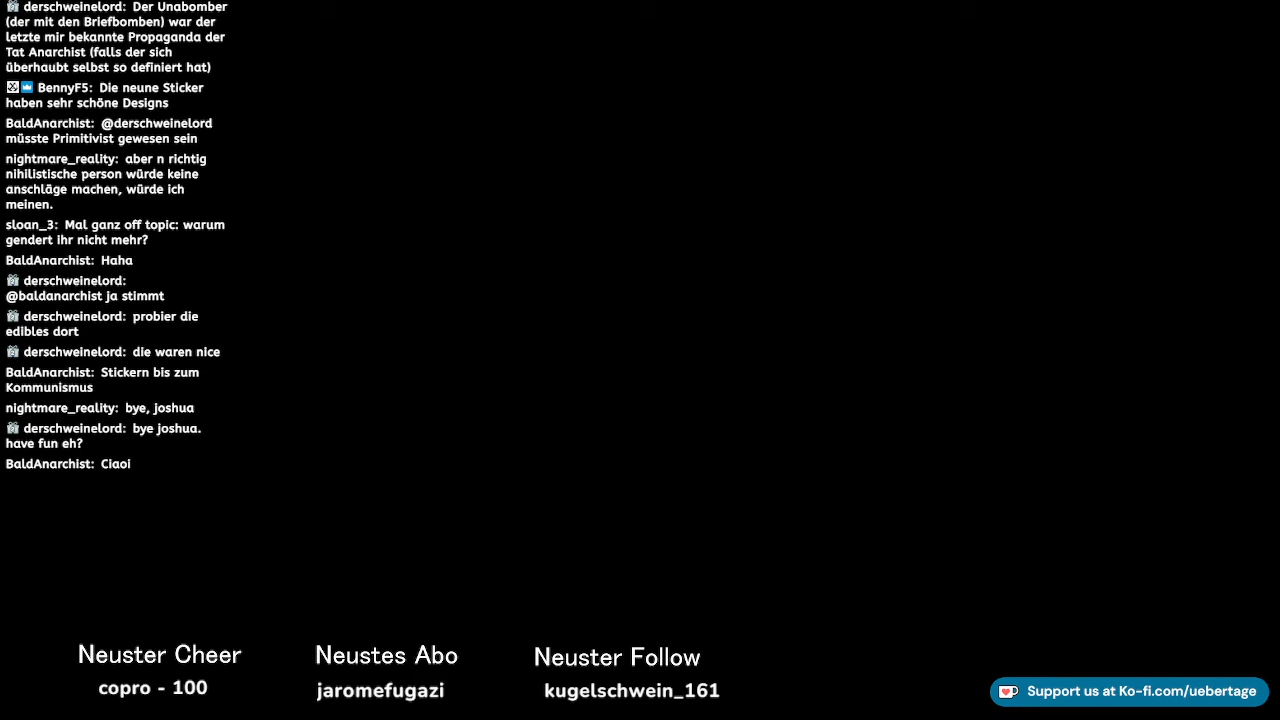 derschweinelord: Der Unabomber
(der mit den Briefbomben) war der
letzte mir bekannte Propaganda der
Tat Anarchist (falls der sich
überhaubt selbst so definiert hat)
BennyF5: Die neune Sticker
haben sehr schöne Designs
BaldAnarchist: @derschweinelord
müsste Primitivist gewesen sein
nightmare_reality: aber n richtig
nihilistische person würde keine
anschläge machen, würde ich
meinen.
sloan_3: Mal ganz off topic: warum
gendert ihr nicht mehr?
BaldAnarchist: Haha
derschweinelord:
@baldanarchist ja stimmt
derschweinelord: probier die
edibles dort
derschweinelord: die waren nice
BaldAnarchist: Stickern bis zum
Kommunismus
nightmare_reality: bye, joshua
derschweinelord: bye joshua.
have fun eh?
BaldAnarchist: Ciaoi
Neuster Cheer
copro - 100
Neustes Abo
jaromefugazi
Neuster Follow
kugelschwein_161
Support us at Ko-fi.com/uebertage